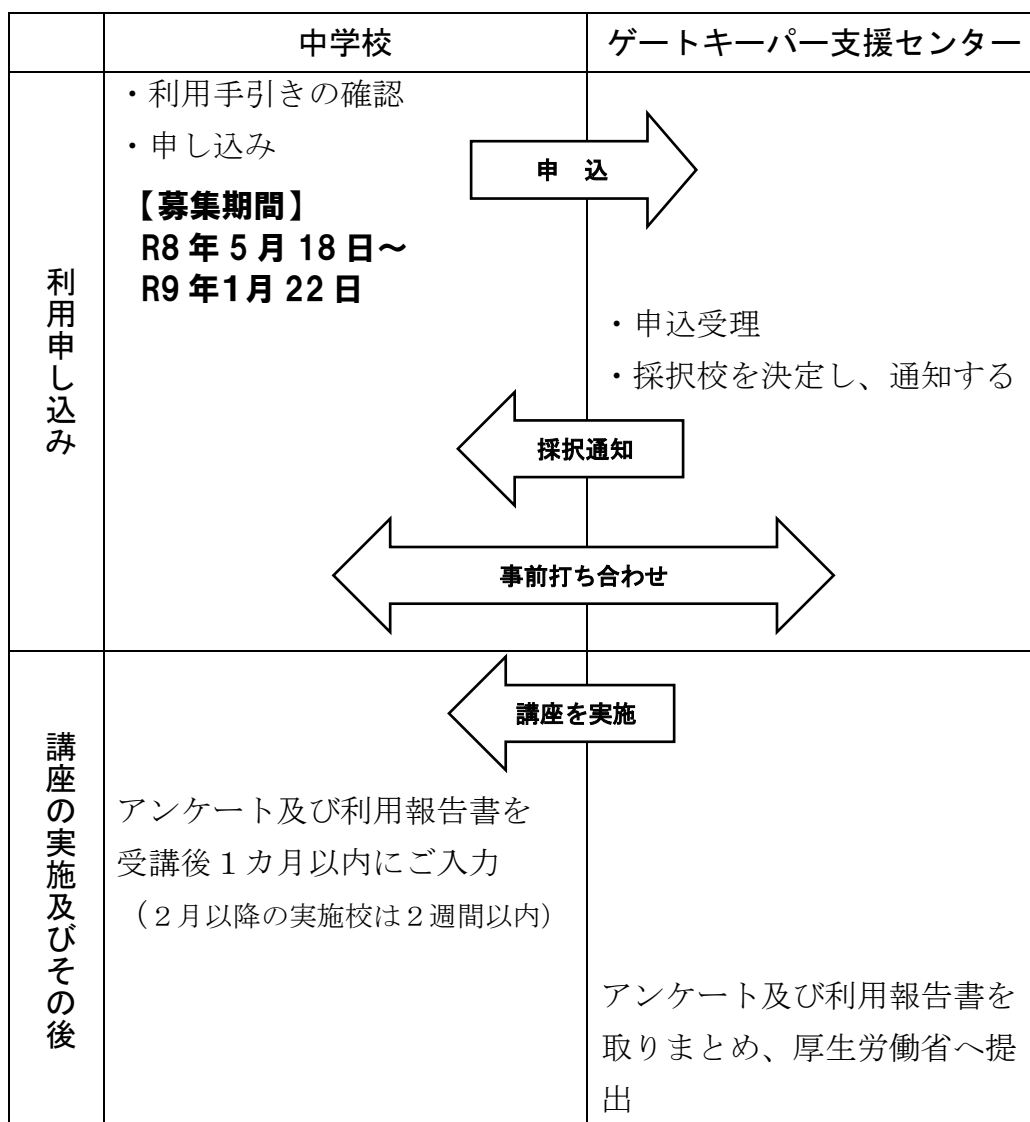 中学校
ゲートキーパー支援センター
利用申し込み
・利用手引きの確認
・申し込み
申　込
【募集期間】
R8年5月18日～
R9年1月22日
・申込受理
・採択校を決定し、通知する
採択通知
事前打ち合わせ
講座の実施及びその後
講座を実施
アンケート及び利用報告書を
受講後１カ月以内にご入力
（２月以降の実施校は２週間以内）
アンケート及び利用報告書を
取りまとめ、厚生労働省へ提
出